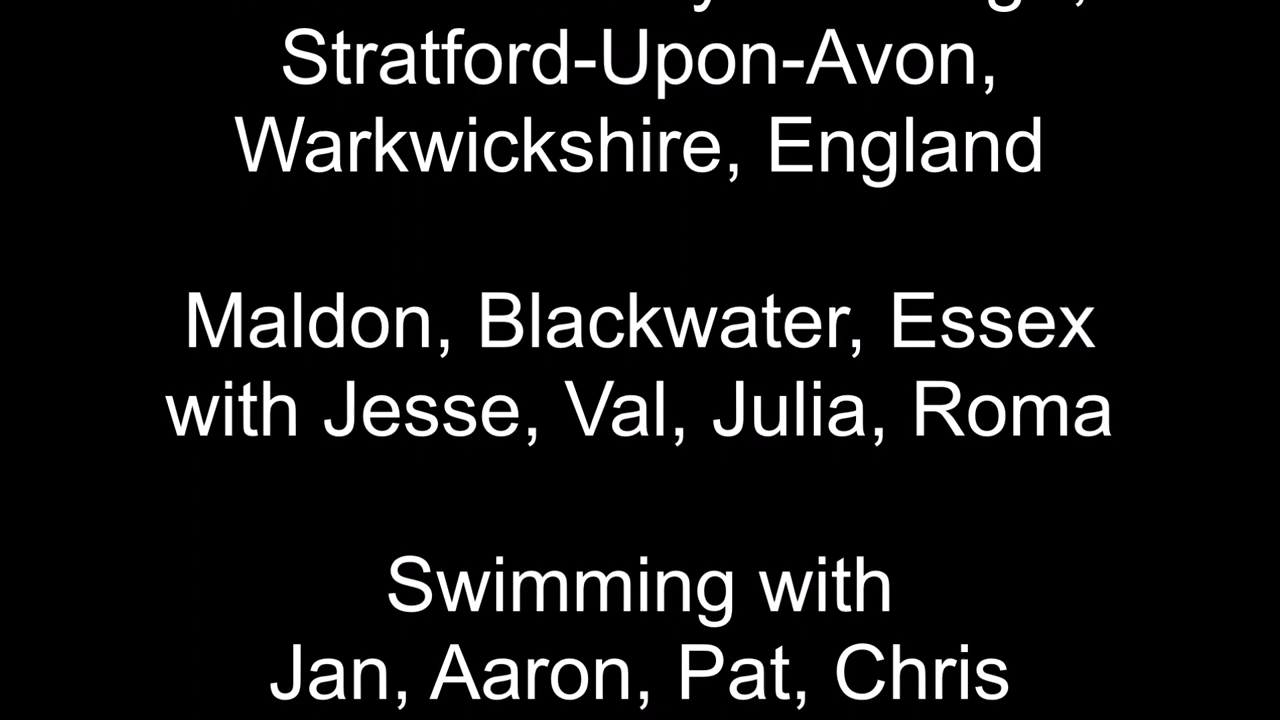 Stratford-Upon-Avon,
Warkwickshire, England
Maldon, Blackwater, Essex
with Jesse, Val, Julia, Roma
Swimming with
Jan, Aaron, Pat, Chris